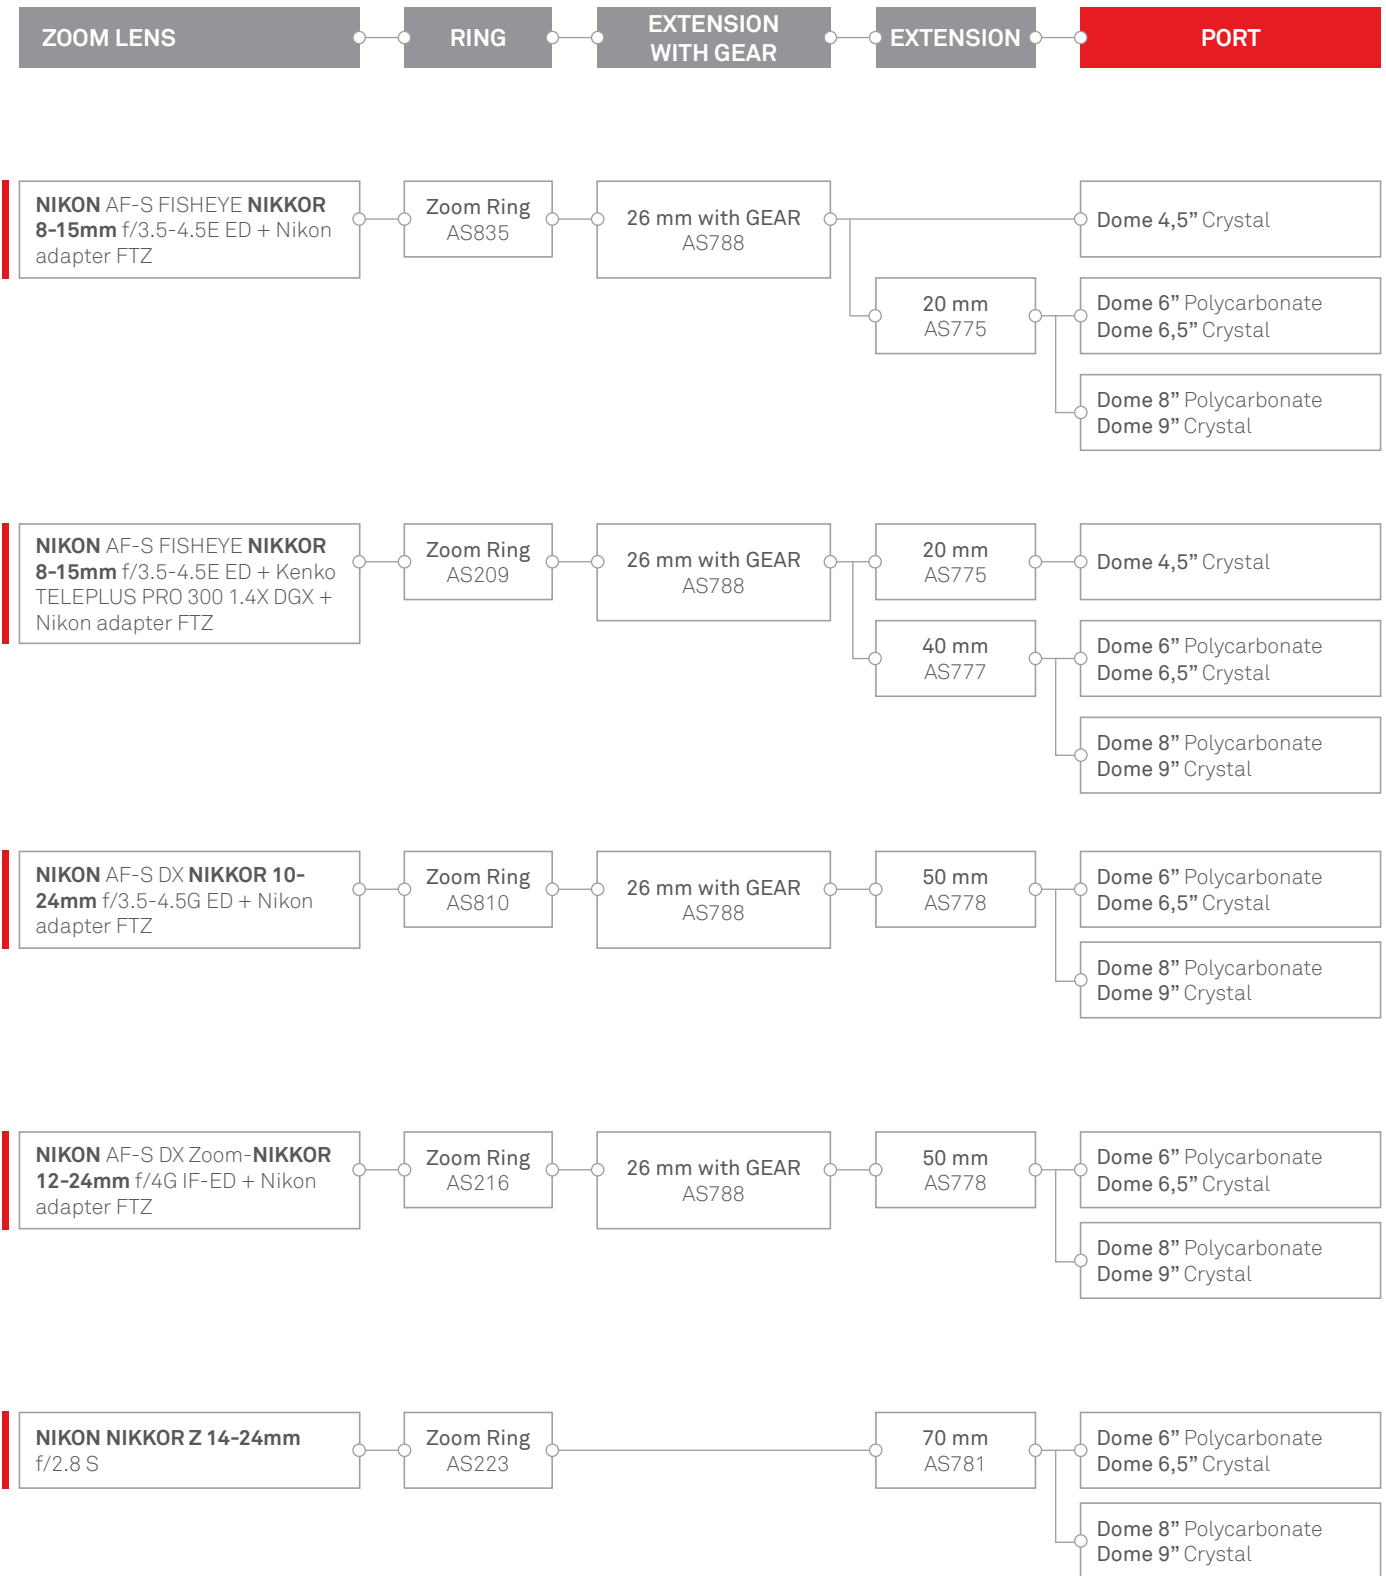 ZOOM LENS
RING
EXTENSION
WITH GEAR
EXTENSION
PORT
NIKON AF-S FISHEYE NIKKOR
8-15mm f/3.5-4.5E ED + Nikon
adapter FTZ
Zoom Ring
AS835
26 mm with GEAR
AS788
Dome 4,5” Crystal
20 mm
AS775
Dome 6” Polycarbonate
Dome 6,5” Crystal
Dome 8” Polycarbonate
Dome 9” Crystal
NIKON AF-S FISHEYE NIKKOR
8-15mm f/3.5-4.5E ED + Kenko
TELEPLUS PRO 300 1.4X DGX +
Nikon adapter FTZ
Zoom Ring
AS209
26 mm with GEAR
AS788
20 mm
AS775
Dome 4,5” Crystal
40 mm
AS777
Dome 6” Polycarbonate
Dome 6,5” Crystal
Dome 8” Polycarbonate
Dome 9” Crystal
NIKON AF-S DX NIKKOR 10-
24mm f/3.5-4.5G ED + Nikon
adapter FTZ
Zoom Ring
AS810
26 mm with GEAR
AS788
50 mm
AS778
Dome 6” Polycarbonate
Dome 6,5” Crystal
Dome 8” Polycarbonate
Dome 9” Crystal
NIKON AF-S DX Zoom-NIKKOR
12-24mm f/4G IF-ED + Nikon
adapter FTZ
Zoom Ring
AS216
26 mm with GEAR
AS788
50 mm
AS778
Dome 6” Polycarbonate
Dome 6,5” Crystal
Dome 8” Polycarbonate
Dome 9” Crystal
NIKON NIKKOR Z 14-24mm
f/2.8 S
Zoom Ring
AS223
70 mm
AS781
Dome 6” Polycarbonate
Dome 6,5” Crystal
Dome 8” Polycarbonate
Dome 9” Crystal